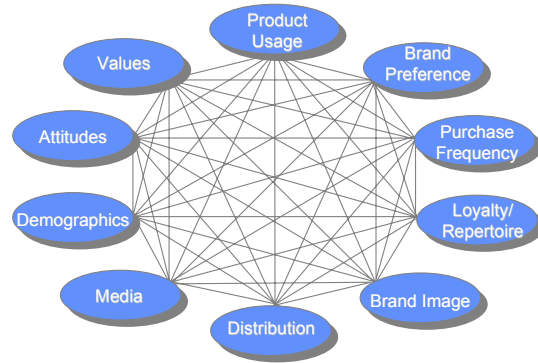 Product
Usage
Values
Brand
Preference
Attitudes
Purchase
Frequency
Demographics
Loyalty/
Repertoire
Media
Brand Image
Distribution